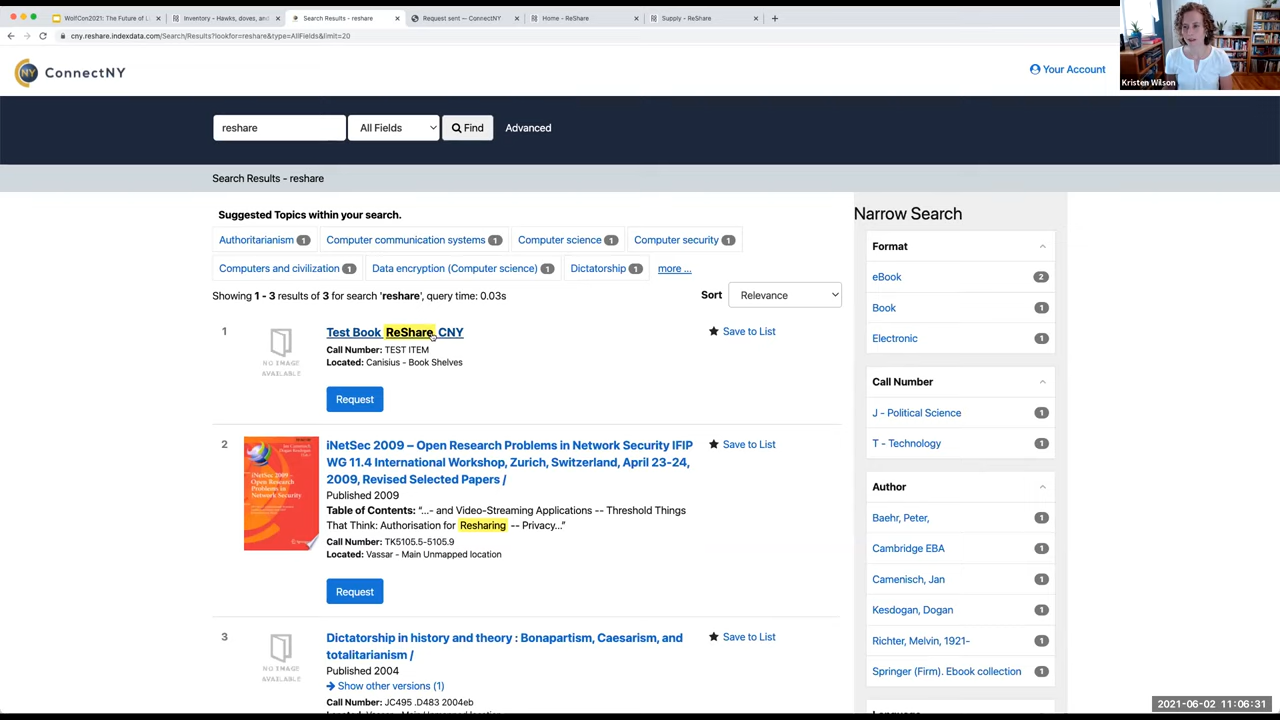 WolfCon2021: The Future of L
Inventory - Hawks, doves, and
Search Results - reshare
Request sent — ConnectNY
Home - ReShare
Supply - ReShare
cny.reshare.indexdata.com/Search/Results?lookfor=reshare&type=AllFields&limit=20
Kristen Wilson
NY ConnectNY
Your Account
reshare
All Fields
Find
Advanced
Search Results - reshare
Suggested Topics within your search.
Authoritarianism 1
Computer communication systems 1
Computer science 1
Computer security 1
Computers and civilization 1
Data encryption (Computer science) 1
Dictatorship 1
more ...
Showing 1 - 3 results of 3 for search 'reshare', query time: 0.03s
Sort
Relevance
1
NO IMAGE
AVAILABLE
Test Book ReShare CNY
Call Number: TEST ITEM
Located: Canisius - Book Shelves
Save to List
Request
2
iNetSec 2009 –
Open Research
Problems in
Network Security
iNetSec 2009 – Open Research Problems in Network Security IFIP
WG 11.4 International Workshop, Zurich, Switzerland, April 23-24,
2009, Revised Selected Papers /
Published 2009
Table of Contents: “...- and Video-Streaming Applications -- Threshold Things
That Think: Authorisation for Resharing -- Privacy...”
Call Number: TK5105.5-5105.9
Located: Vassar - Main Unmapped location
Save to List
Request
3
NO IMAGE
AVAILABLE
Dictatorship in history and theory : Bonapartism, Caesarism, and
totalitarianism /
Published 2004
Show other versions (1)
Call Number: JC495 .D483 2004eb
Save to List
Narrow Search
Format
eBook 2
Book 1
Electronic 1
Call Number
J - Political Science 1
T - Technology 1
Author
Baehr, Peter, 1
Cambridge EBA 1
Camenisch, Jan 1
Kesdogan, Dogan 1
Richter, Melvin, 1921- 1
Springer (Firm). Ebook collection 1
2021-06-02 11:06:31